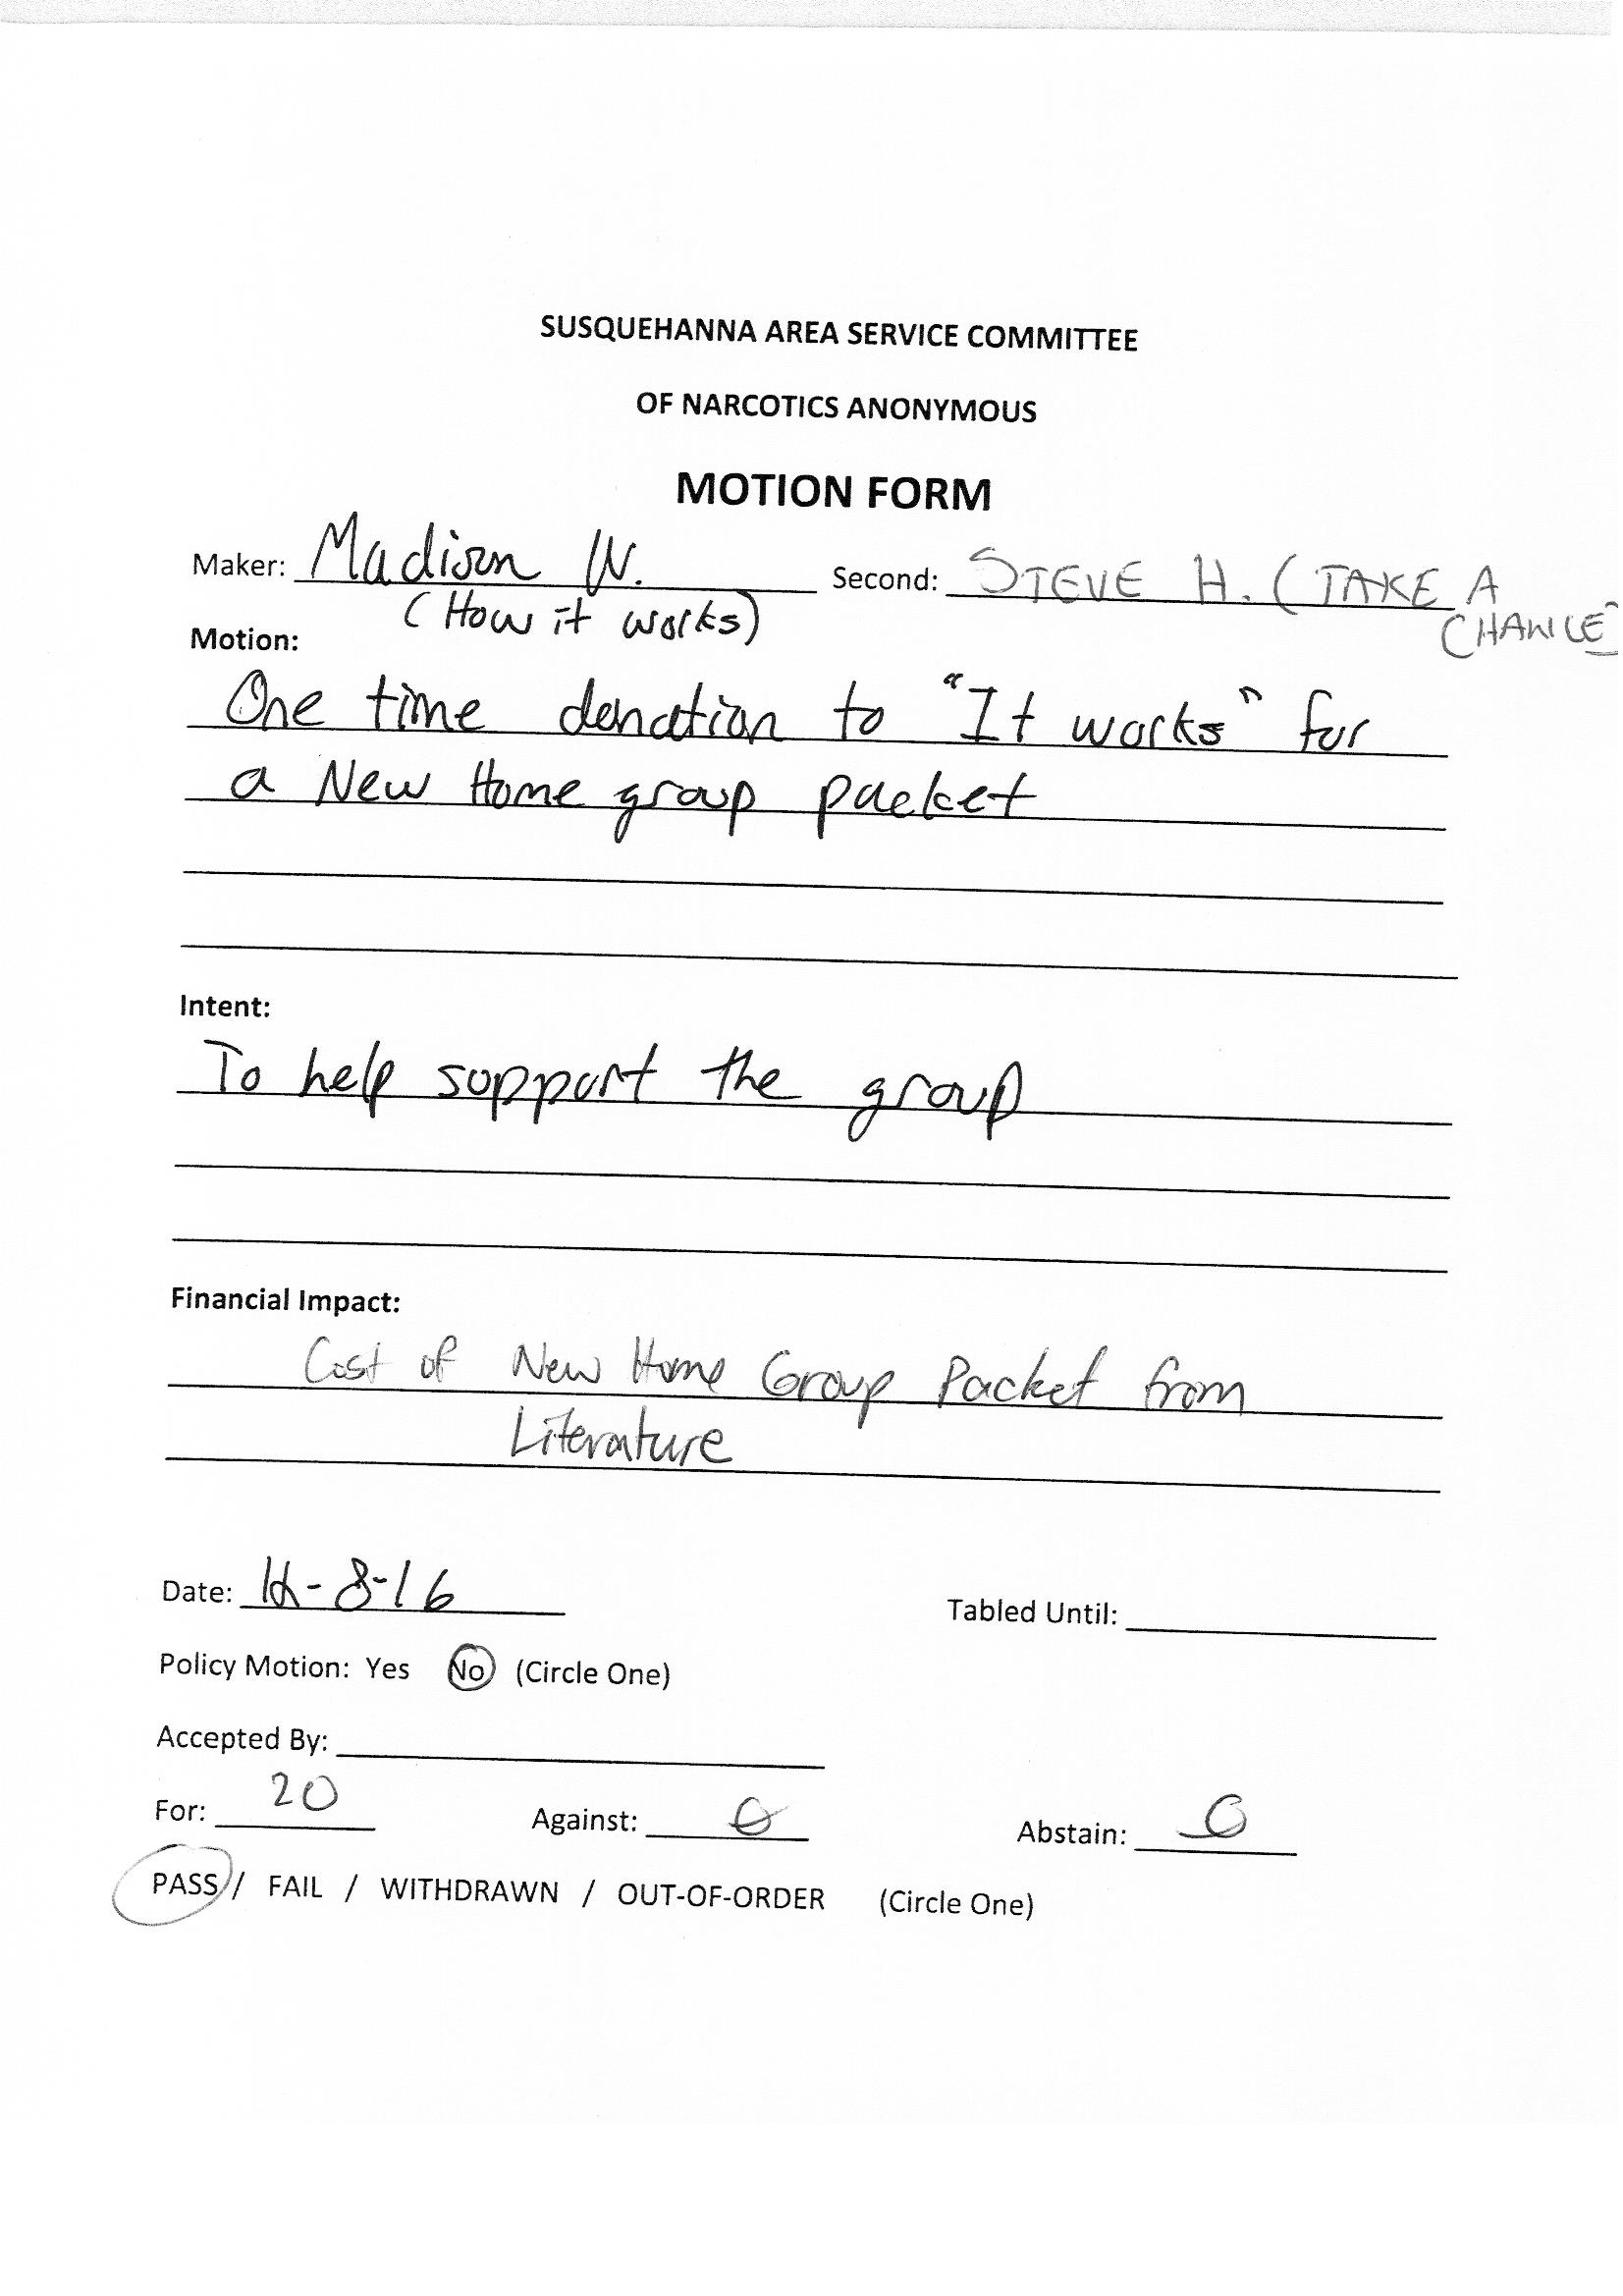 SUSQUEHANNA AREA SERVICE COMMITTEE
OF NARCOTICS ANONYMOUS
MOTION FORM
Maker: Madison W. Second: STEVE H. (TAKE A
(How it works) CHANCE)
Motion:
One time donation to "It works" for
a New Home group packet
Intent:
To help support the group
Financial Impact:
Cost of New Home Group Packet from
Literature
Date: Tabled Until:
Policy Motion: Yes No (Circle One)
Accepted By:
For: 20 Against: 0 Abstain: 0
PASS / FAIL / WITHDRAWN / OUT-OF-ORDER (Circle One)